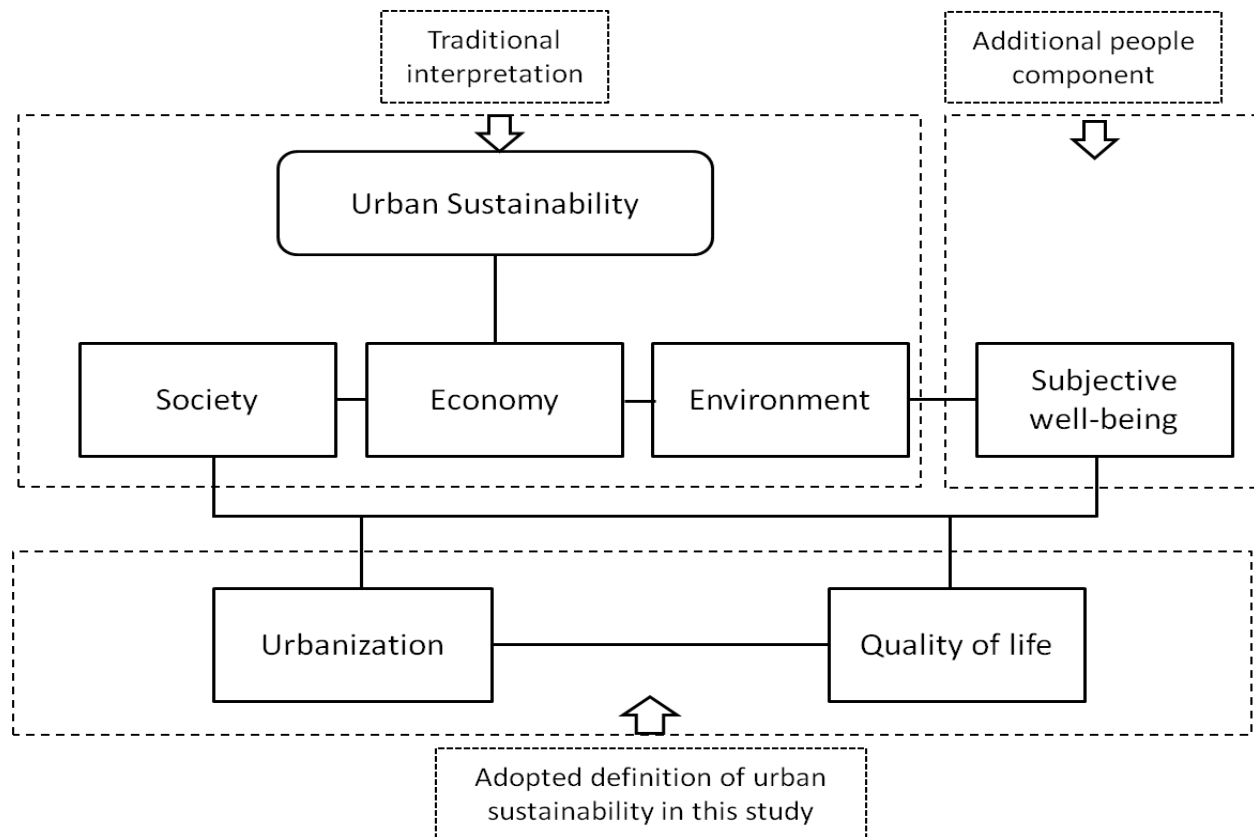 Traditional
interpretation
Additional people
component
Urban Sustainability
Society
Economy
Environment
Subjective
well-being
Urbanization
Quality of life
Adopted definition of urban
sustainability in this study